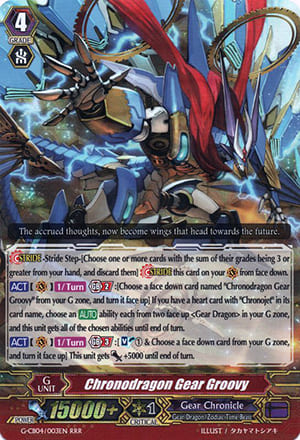 4
GRADE
The accrued thoughts, now become wings that head towards the future.
STRIDE -Stride Step-[Choose one or more cards with the sum of their grades being 3 or
greater from your hand, and discard them] STRIDE this card on your from face down.
ACT 1/Turn CB 2 :[Choose a face down card named "Chronodragon Gear
Groovy" from your G zone, and turn it face up] If you have a heart card with "Chronojet" in its
card name, choose an AUTO ability each from two face up <Gear Dragon> in your G zone,
and this unit gets all of the chosen abilities until end of turn.
ACT 1/Turn CB 1 :[Choose a face down card from your G zone,
and turn it face up] This unit gets +5000 until end of turn.
G
UNIT
Chronodragon Gear Groovy
POWER
15000+
1
CRITICAL
Gear Chronicle
Gear Dragon/Zodiac Time Beast
G-CB04/003EN RRR
ILLUST / タカヤマトシアキ